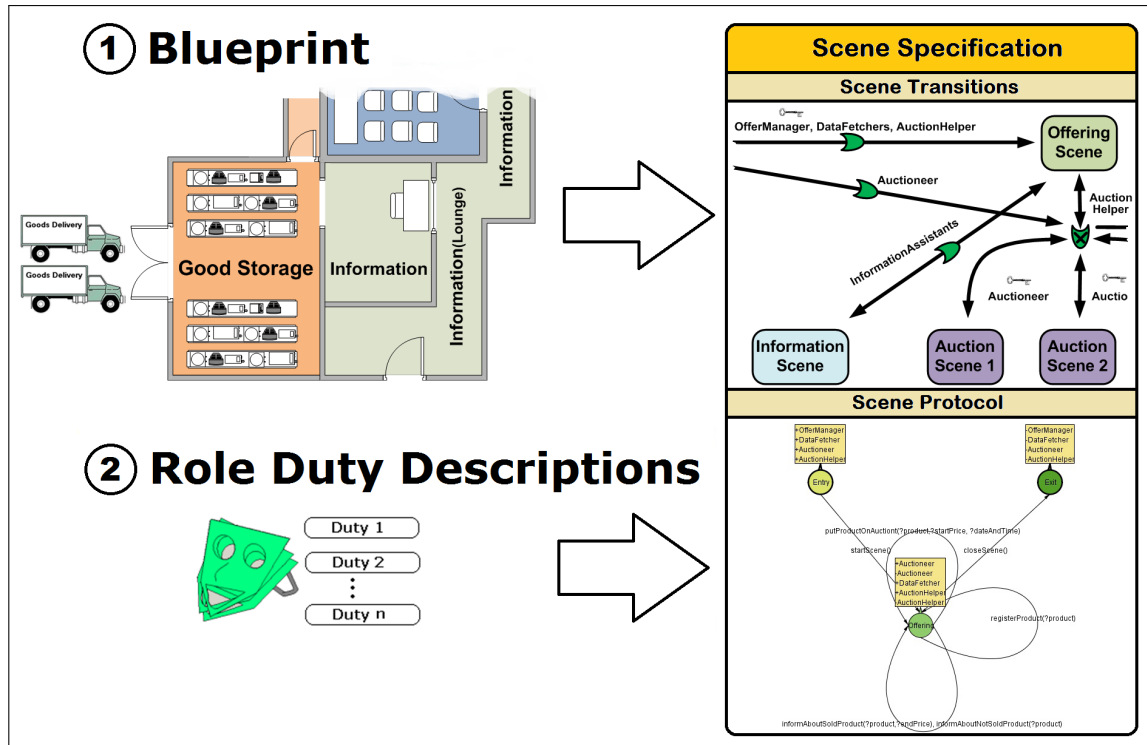 1 Blueprint
Information
Information(Lounge)
Goods Delivery
Goods Delivery
Good Storage
Information
2 Role Duty Descriptions
Duty 1
Duty 2
Duty n
Scene Specification
Scene Transitions
OfferManager, DataFetchers, AuctionHelper
Offering
Scene
Auctioneer
Auction
Helper
InformationAssistants
Auctioneer
Auctio
Information
Scene
Auction
Scene 1
Auction
Scene 2
Scene Protocol
+OfferManager
+DataFetcher
+Auctioneer
+AuctionHelper
-OfferManager
-DataFetcher
-Auctioneer
-AuctionHelper
Entry
Exit
putProductOnAuctiont(?product,?startPrice, ?dateAndTime)
startScene()
closeScene()
+Auctioneer
-Auctioneer
+DataFetcher
+AuctionHelper
-AuctionHelper
Offering
registerProduct(?product)
informAboutSoldProduct(?product,?endPrice), informAboutNotSoldProduct(?product)